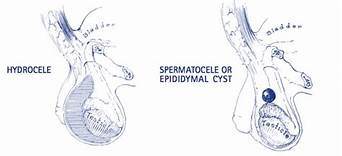 Bladder
HYDROCELE
Testicle
Bladder
SPERMATOCELE OR
EPIDIDYMAL CYST
Testicle